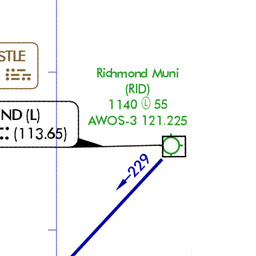 STLE
Richmond Muni
(RID)
1140 Ⓛ 55
AWOS-3 121.225
ND (L)
(113.65)
229